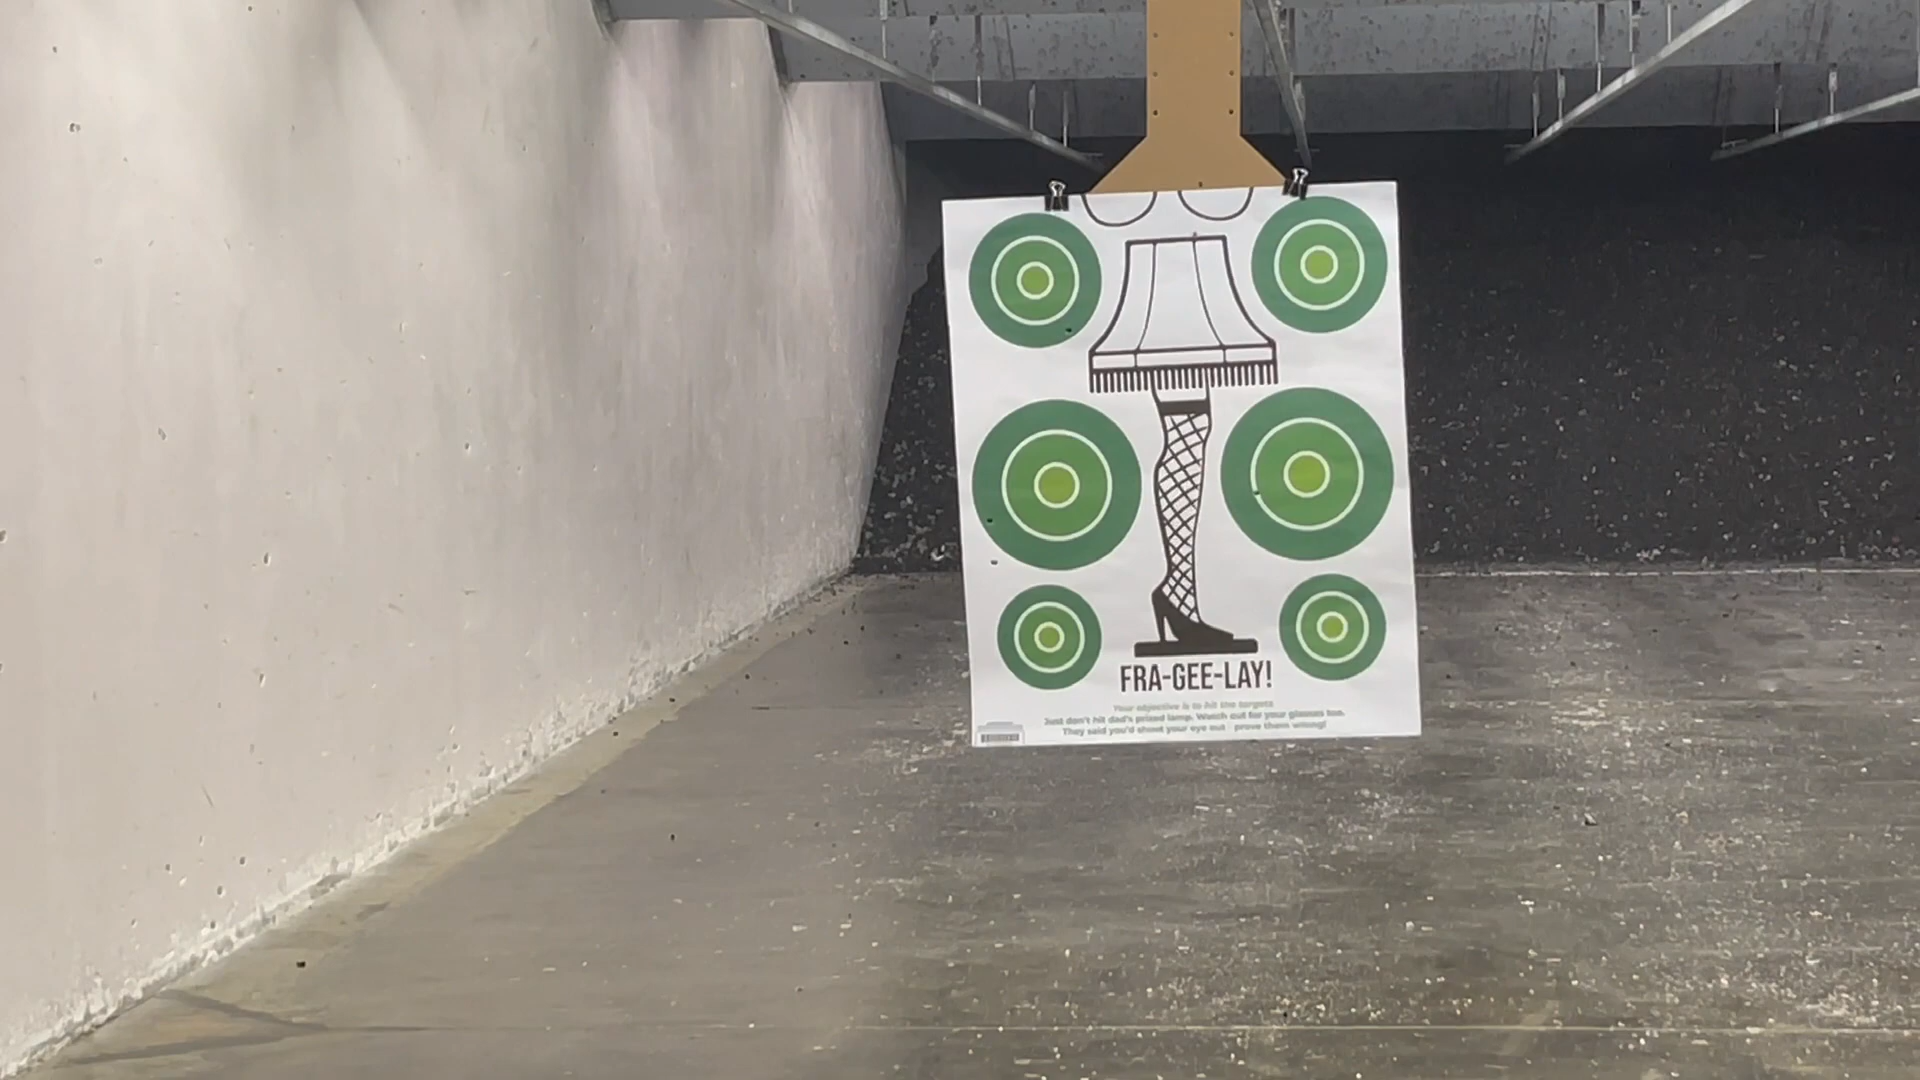 FRA-GEE-LAY!
Your objective is to hit the targets
Just don't hit dad's prized lamp. Watch out for your glasses too.
They said you'd shoot your eye out - prove them wrong!